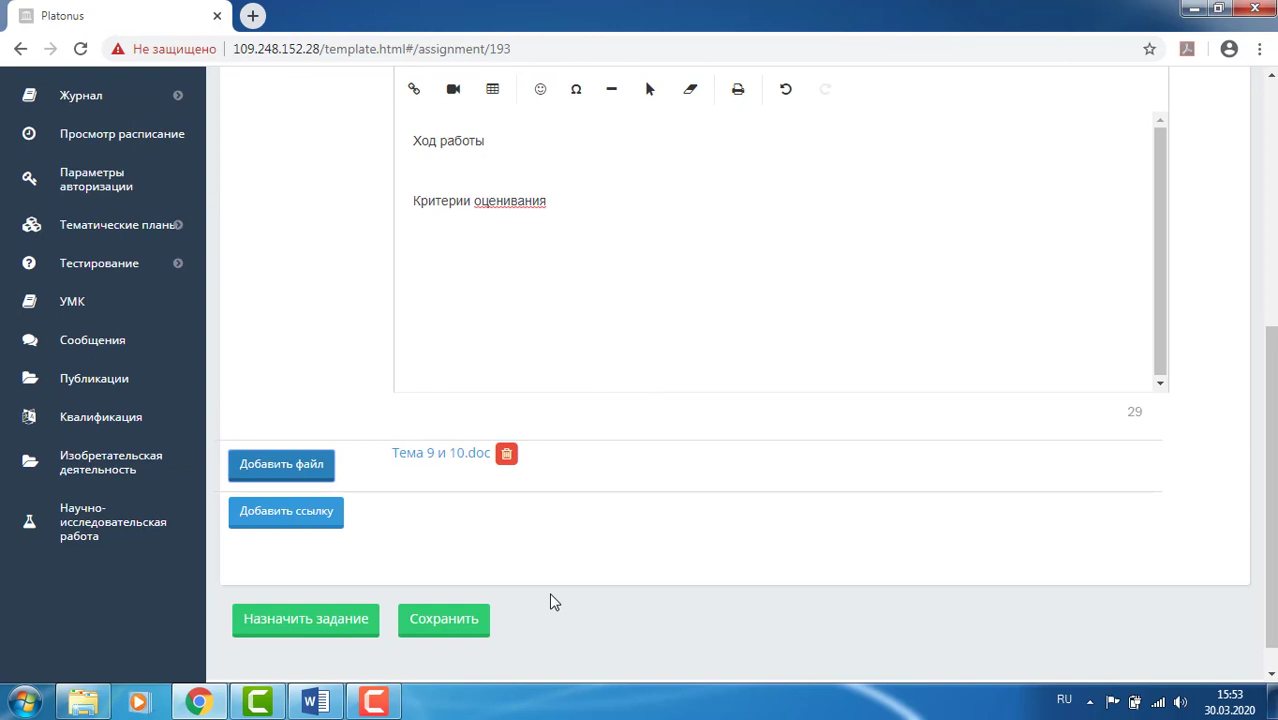 Platonus
Не защищено
109.248.152.28/template.html#/assignment/193
Журнал
Просмотр расписание
Параметры
авторизации
Тематические планы
Тестирование
УМК
Сообщения
Публикации
Квалификация
Изобретательская
деятельность
Научно-
исследовательская
работа
Ω
Ход работы
Критерии оценивания
29
Добавить файл
Тема 9 и 10.doc
Добавить ссылку
Назначить задание
Сохранить
RU
15:53
30.03.2020